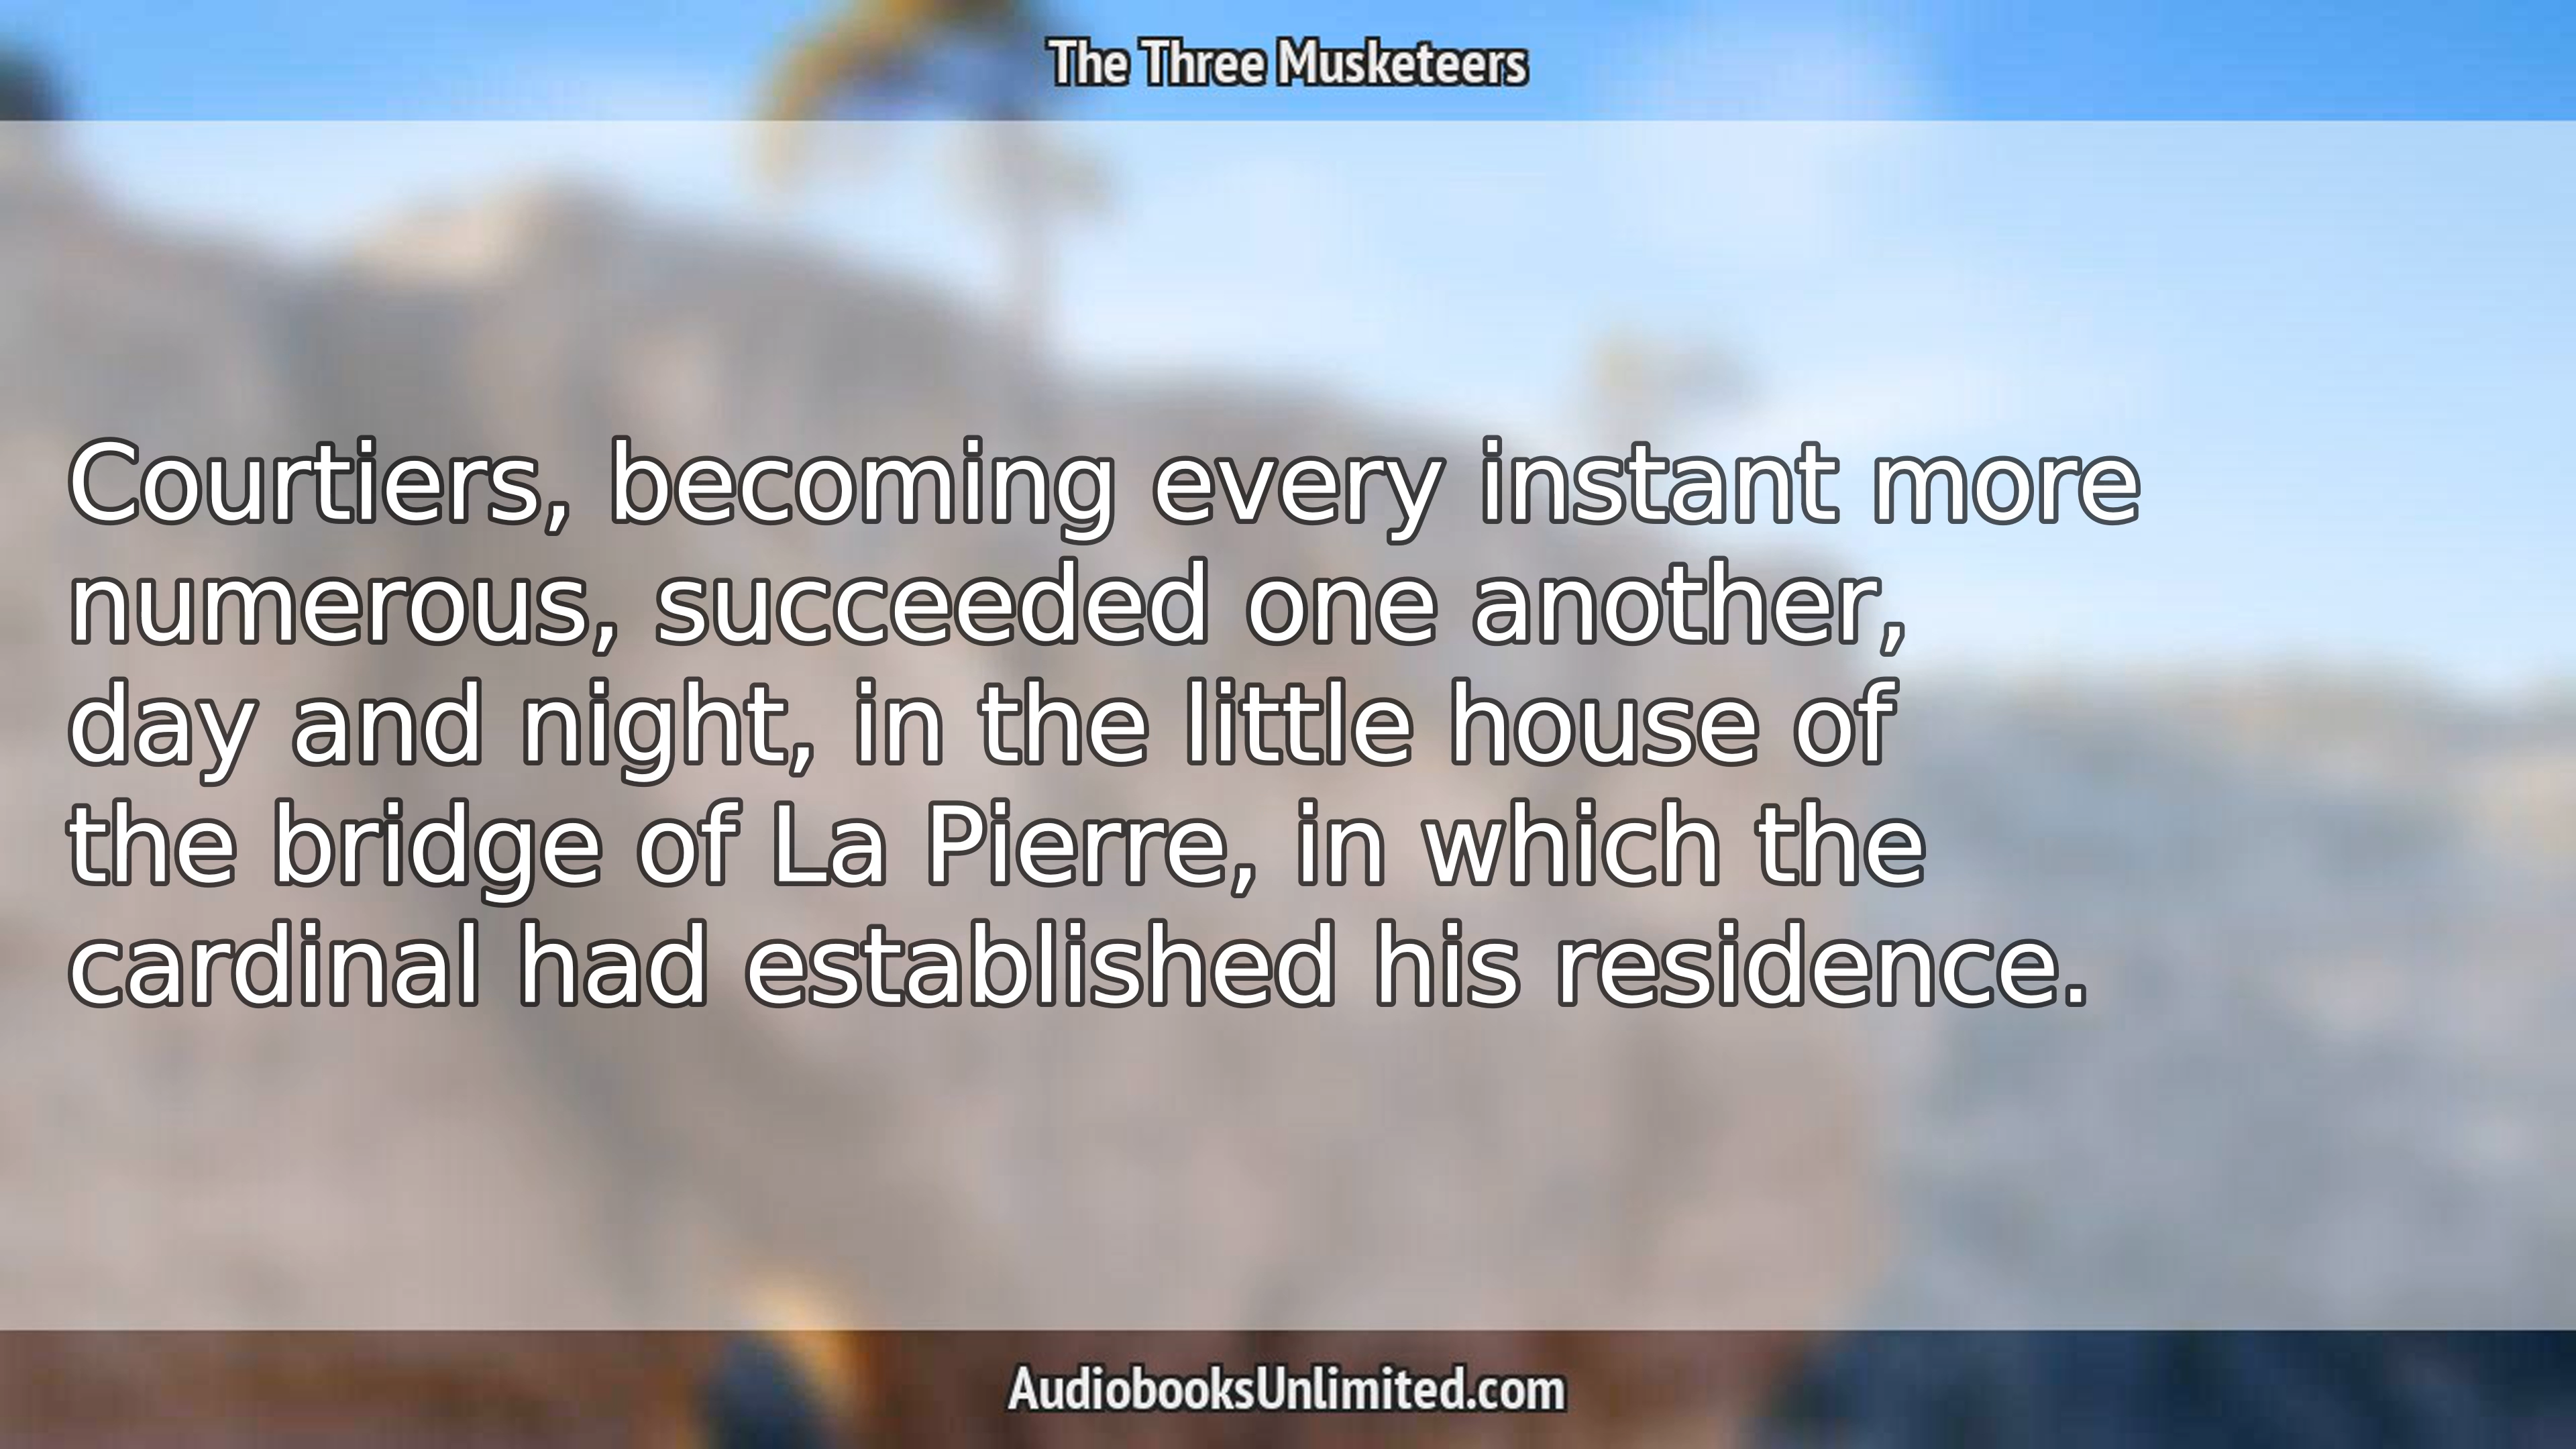 The Three Musketeers
Courtiers, becoming every instant more
numerous, succeeded one another,
day and night, in the little house of
the bridge of La Pierre, in which the
cardinal had established his residence.
AudiobooksUnlimited.com